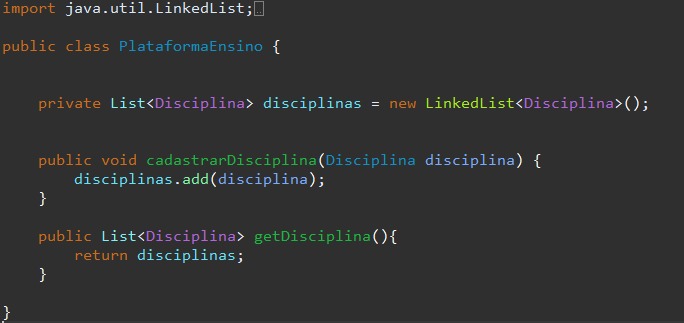 import java.util.LinkedList;
public class PlataformaEnsino {
private List<Disciplina> disciplinas = new LinkedList<Disciplina>();
public void cadastrarDisciplina(Disciplina disciplina) {
disciplinas.add(disciplina);
}
public List<Disciplina> getDisciplina(){
return disciplinas;
}
}